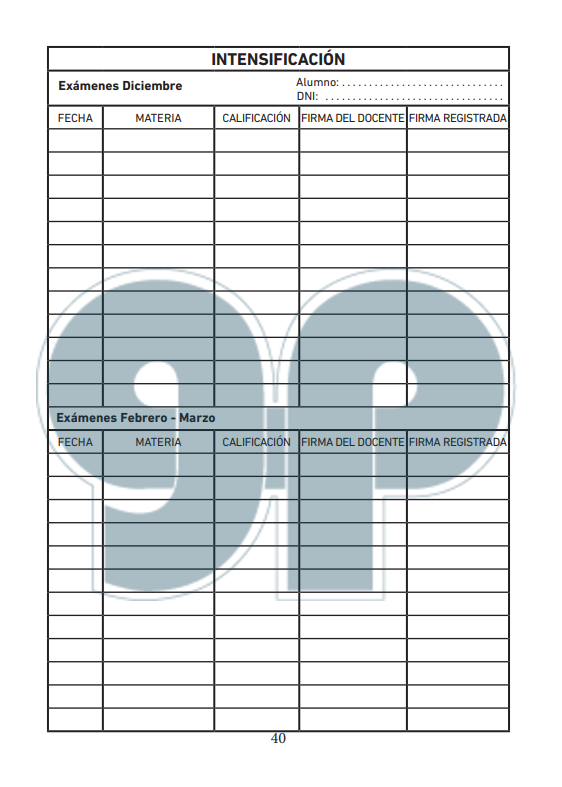 INTENSIFICACIÓN
Exámenes Diciembre
Alumno: . . . . . . . . . . . . . . . . . . . . . . . . . . . . . .
DNI: . . . . . . . . . . . . . . . . . . . . . . . . . . . . . . . . .
FECHA MATERIA CALIFICACIÓN FIRMA DEL DOCENTE FIRMA REGISTRADA
Exámenes Febrero - Marzo
FECHA MATERIA CALIFICACIÓN FIRMA DEL DOCENTE FIRMA REGISTRADA
gp
40